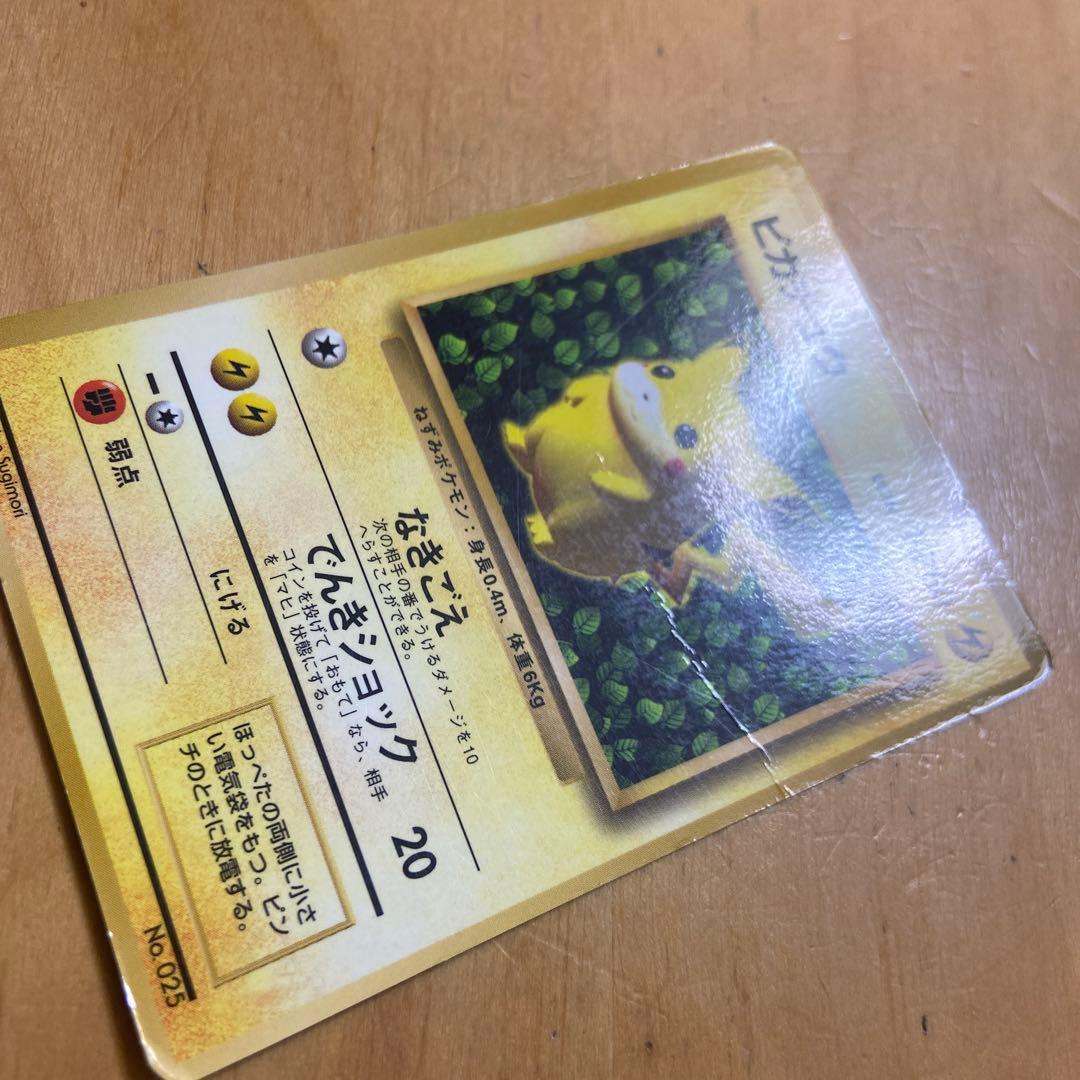 ピカチュウ
ねずみポケモン：身長0.4m、体重6Kg
なきごえ
次の相手の番でうけるダメージを10
へらすことができる。
でんきショック 20
コインを投げて「おもて」なら、相手
を「マヒ」状態にする。
にげる
弱点
ほっぺたの両側に小さ
い電気袋をもつ。ピン
チのときに放電する。
Sugimori
No.025